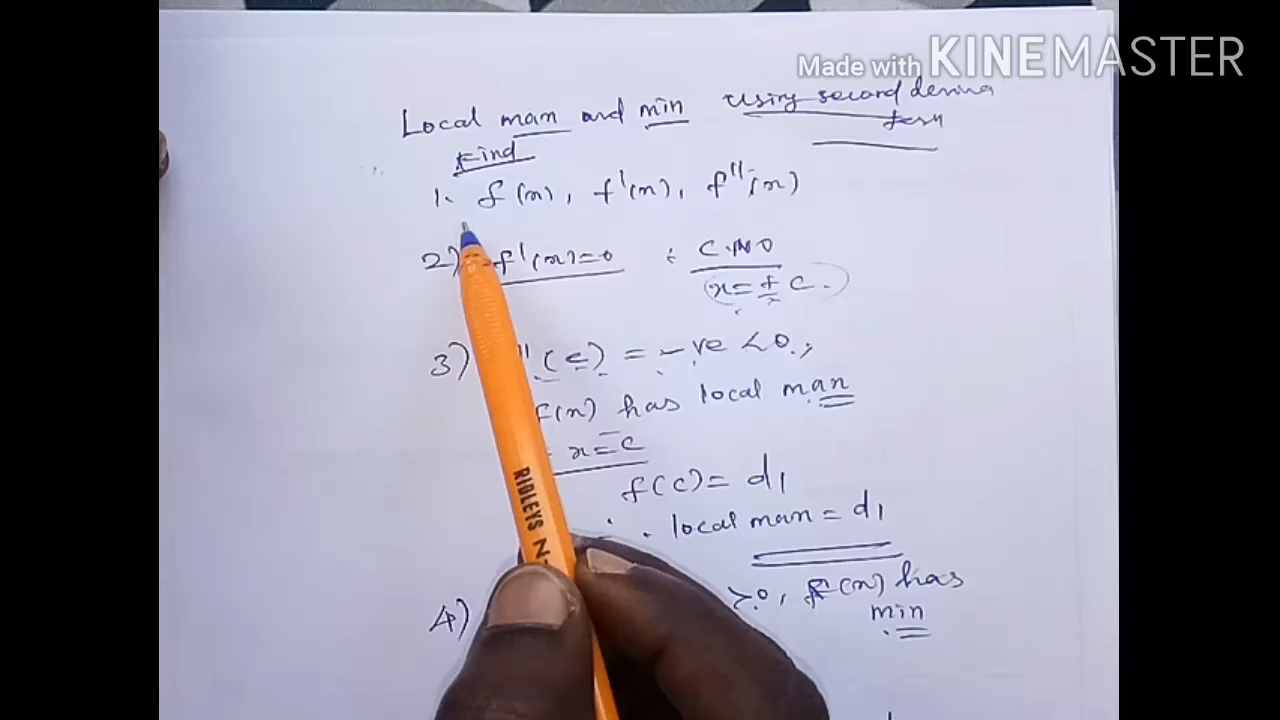 Made with KINEMASTER
Local max and min using second deriva
test
Find
1. f(x), f'(x), f''(x)
2) f'(x)=0 : C.NO
x=±c.
3) "(c) = -ve <0.,
f(x) has local max
x=c
f(c)= d1
∴ local max = d1
4) >0, f(x) has
min
RIDLEYS N